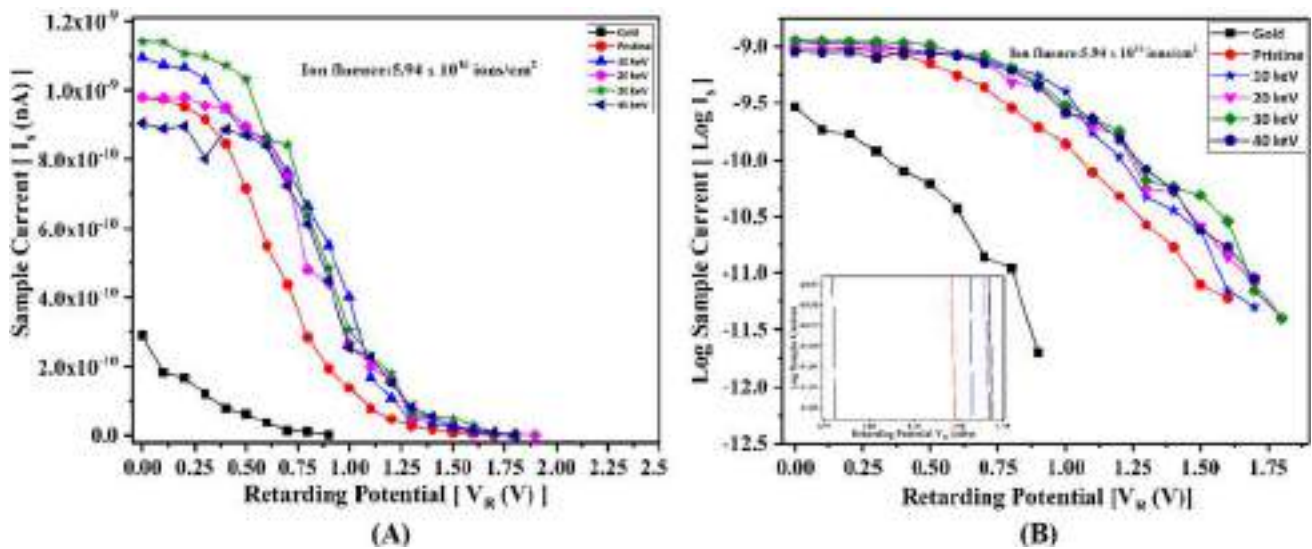 1.2x10⁻⁹
1.0x10⁻⁹
8.0x10⁻¹⁰
6.0x10⁻¹⁰
4.0x10⁻¹⁰
2.0x10⁻¹⁰
0.0
Sample Current [ Iₛ (nA) ]
Gold
Pristine
10 keV
20 keV
30 keV
40 keV
0.00 0.25 0.50 0.75 1.00 1.25 1.50 1.75 2.00 2.25 2.5
Retarding Potential [ V_R (V) ]
(A)
-9.0
-9.5
-10.0
-10.5
-11.0
-11.5
-12.0
-12.5
Log Sample Current [ Log Iₛ ]
Gold
Pristine
10 keV
20 keV
30 keV
40 keV
Log Sample Current
Retarding Potential
0.00 0.25 0.50 0.75 1.00 1.25 1.50 1.75
Retarding Potential [V_R (V)]
(B)